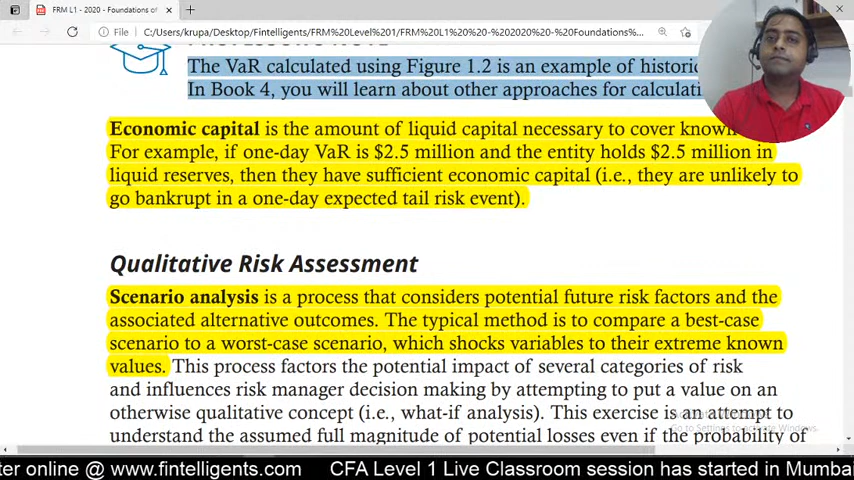 FRM L1 - 2020 - Foundations of
File
C:/Users/krupa/Desktop/Fintelligents/FRM%20Level%201/FRM%20L1%20-%202020%20-%20Foundations%...
The VaR calculated using Figure 1.2 is an example of
In Book 4, you will learn about other approaches for
Economic capital is the amount of liquid capital necessary to cover
For example, if one-day VaR is $2.5 million and the entity holds $2.5 million in
liquid reserves, then they have sufficient economic capital (i.e., they are unlikely to
go bankrupt in a one-day expected tail risk event).
Qualitative Risk Assessment
Scenario analysis is a process that considers potential future risk factors and the
associated alternative outcomes. The typical method is to compare a best-case
scenario to a worst-case scenario, which shocks variables to their extreme known
values. This process factors the potential impact of several categories of risk
and influences risk manager decision making by attempting to put a value on an
otherwise qualitative concept (i.e., what-if analysis). This exercise is an attempt to
Go to Settings to activate Windows.
understand the assumed full magnitude of potential losses even if the probability of
ter online @ www.fintelligents.com CFA Level 1 Live Classroom session has started in Mumbai